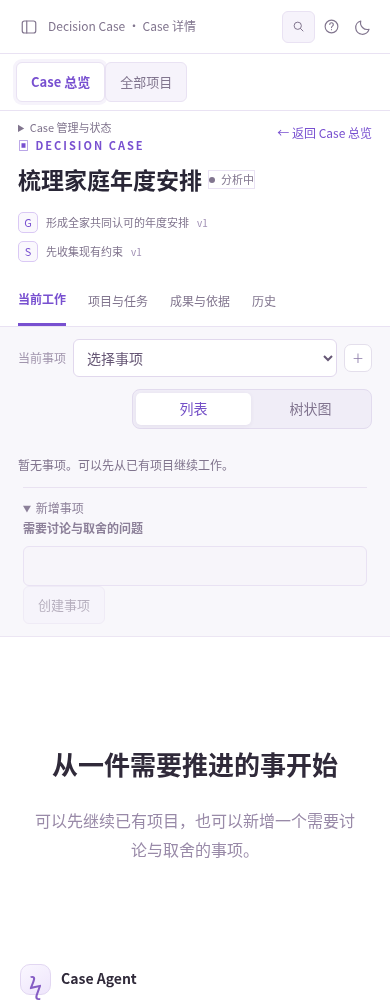 Decision Case • Case 详情
Case 总览
全部项目
Case 管理与状态
← 返回 Case 总览
DECISION CASE
梳理家庭年度安排
分析中
G 形成全家共同认可的年度安排 v1
S 先收集现有约束 v1
当前工作 项目与任务 成果与依据 历史
当前事项 选择事项 +
列表 树状图
暂无事项。可以先从已有项目继续工作。
新增事项
需要讨论与取舍的问题
创建事项
从一件需要推进的事开始
可以先继续已有项目，也可以新增一个需要讨
论与取舍的事项。
Case Agent